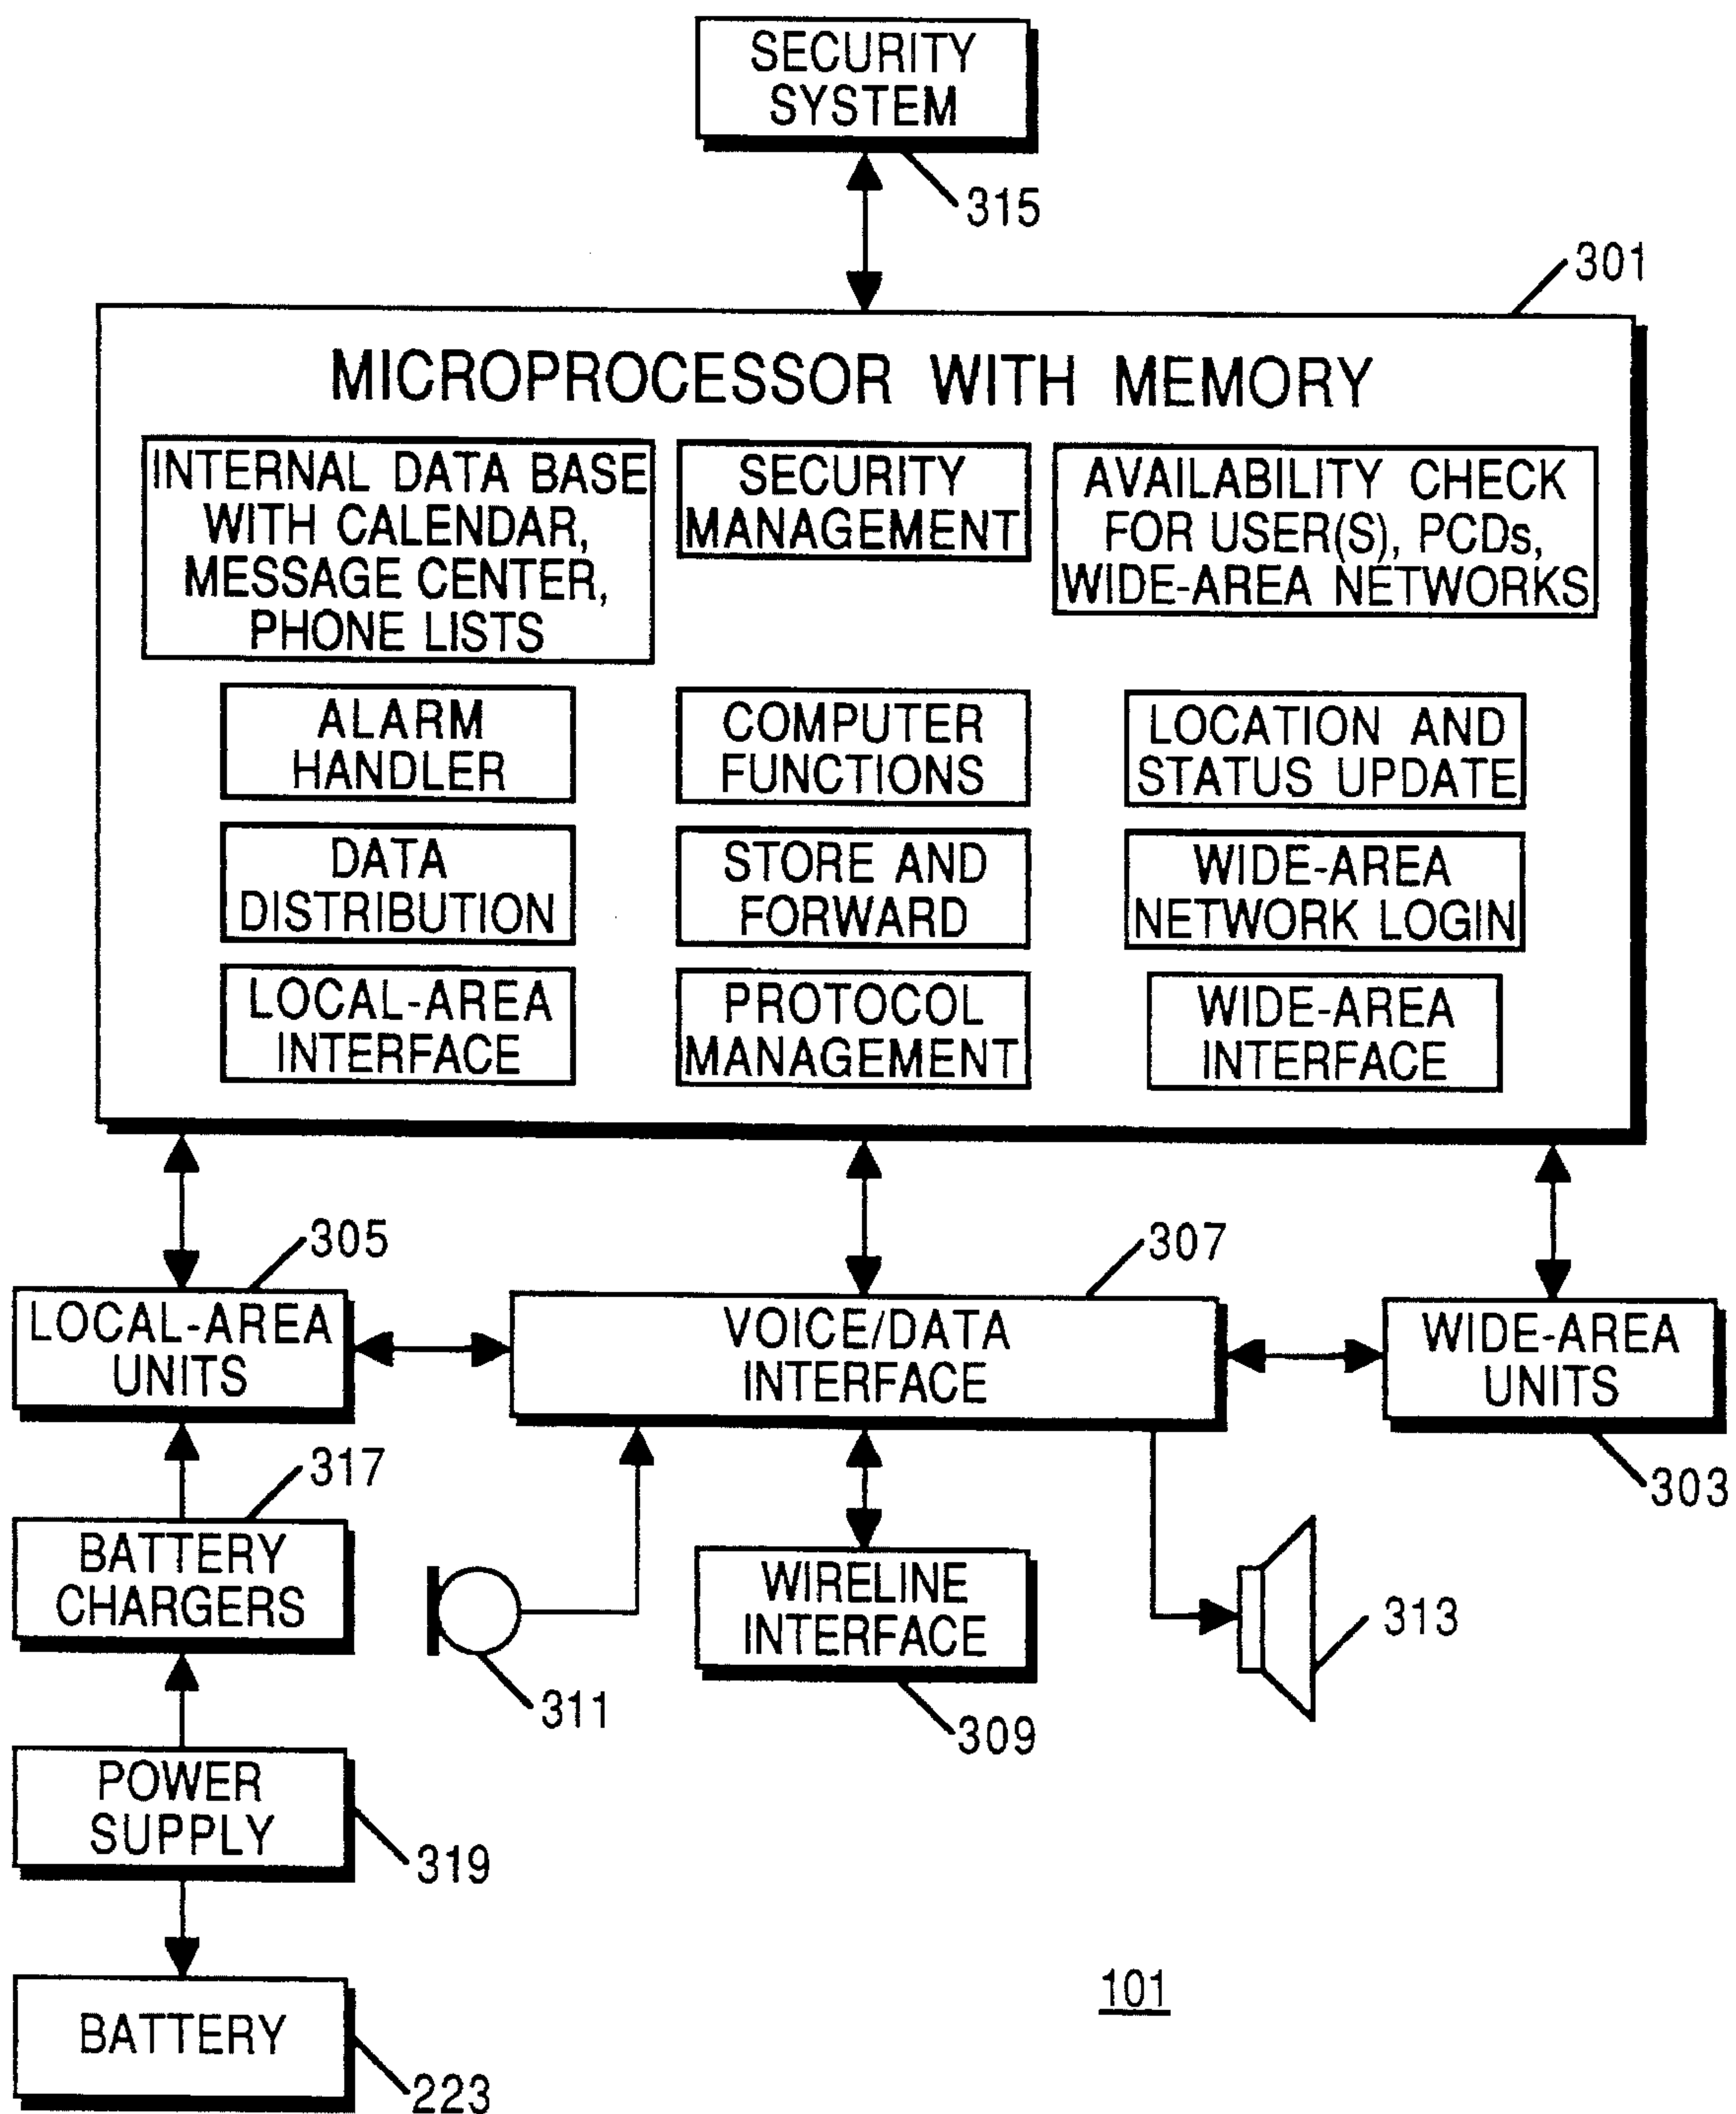 SECURITY
SYSTEM
315
301
MICROPROCESSOR WITH MEMORY
INTERNAL DATA BASE
WITH CALENDAR,
MESSAGE CENTER,
PHONE LISTS
SECURITY
MANAGEMENT
AVAILABILITY CHECK
FOR USER(S), PCDs,
WIDE-AREA NETWORKS
ALARM
HANDLER
COMPUTER
FUNCTIONS
LOCATION AND
STATUS UPDATE
DATA
DISTRIBUTION
STORE AND
FORWARD
WIDE-AREA
NETWORK LOGIN
LOCAL-AREA
INTERFACE
PROTOCOL
MANAGEMENT
WIDE-AREA
INTERFACE
305
307
LOCAL-AREA
UNITS
VOICE/DATA
INTERFACE
WIDE-AREA
UNITS
317
303
BATTERY
CHARGERS
WIRELINE
INTERFACE
313
311
309
POWER
SUPPLY
319
101
BATTERY
223